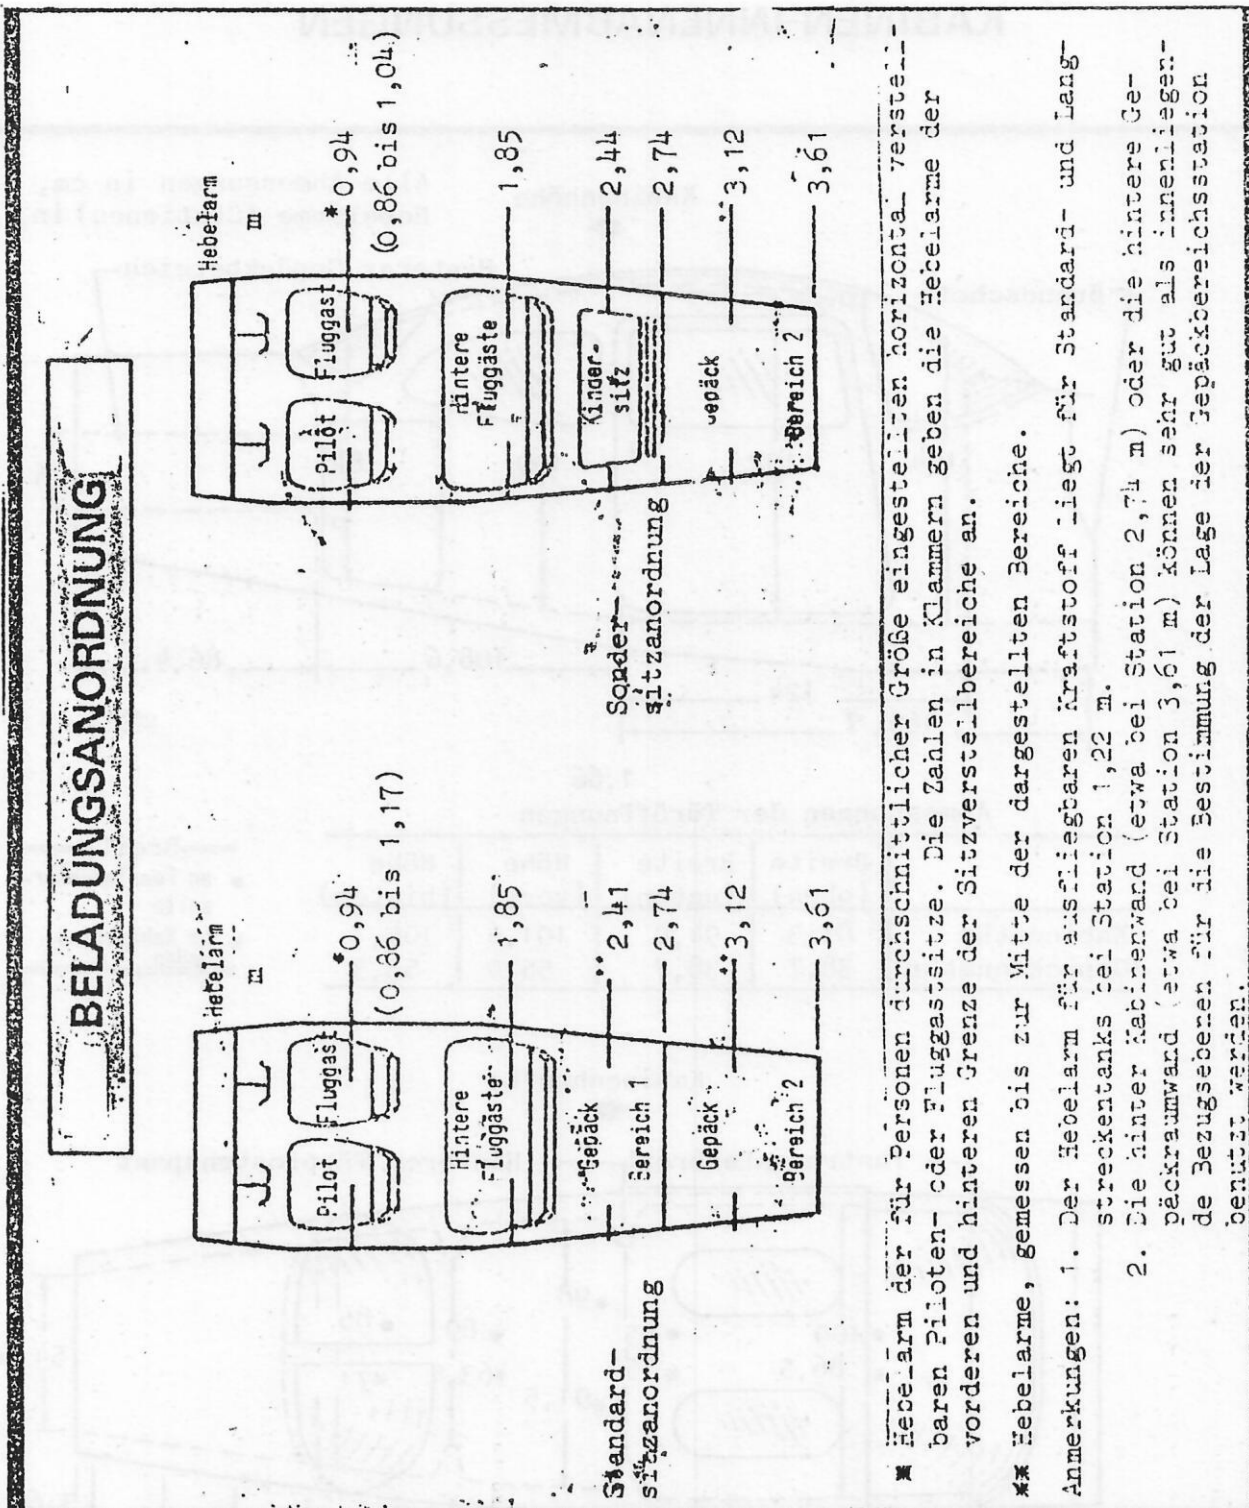 BELADUNGSANORDNUNG
Standard-
sitzanordnung
Hebelarm
m
Pilot
Fluggast
*0,94
(0,86 bis 1,17)
Hintere
Fluggäste
1,85
Gepäck
Bereich 1
** 2,41
2,74
Gepäck
Bereich 2
**3,12
3,61
Sonder-
sitzanordnung
Hebelarm
m
Pilot
Fluggast
*0,94
(0,86 bis 1,04)
Hintere
Fluggäste
1,85
Kinder-
sitz
2,44
2,74
Gepäck
Bereich 2
**3,12
3,61
* Hebelarm der für Personen durchschnittlicher Größe eingestellten horizontal verstell-
baren Piloten- oder Fluggastsitze. Die Zahlen in Klammern geben die Hebelarme der
vorderen und hinteren Grenze der Sitzverstellbereiche an.
** Hebelarme, gemessen bis zur Mitte der dargestellten Bereiche.
Anmerkungen: 1. Der Hebelarm für ausfliegbaren Kraftstoff liegt für Standard- und Lang-
streckentanks bei Station 1,22 m.
2. Die hinter Kabinenwand (etwa bei Station 2,74 m) oder die hintere Ge-
päckraumwand (etwa bei Station 3,61 m) können sehr gut als innenliegen-
de Bezugsebenen für die Bestimmung der Lage der Gepäckbereichsstation
benutzt werden.